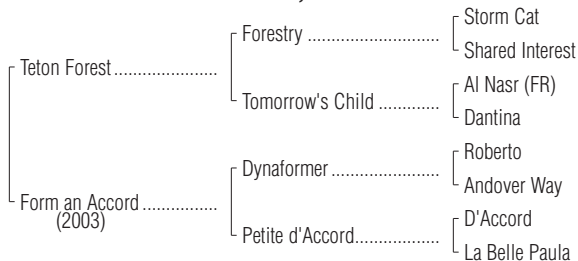 Storm Cat
Forestry ........................
Shared Interest
Teton Forest...................
Al Nasr (FR)
Tomorrow's Child ...........
Dantina
Roberto
Dynaformer ....................
Andover Way
Form an Accord ..............
(2003)
D'Accord
Petite d'Accord................
La Belle Paula